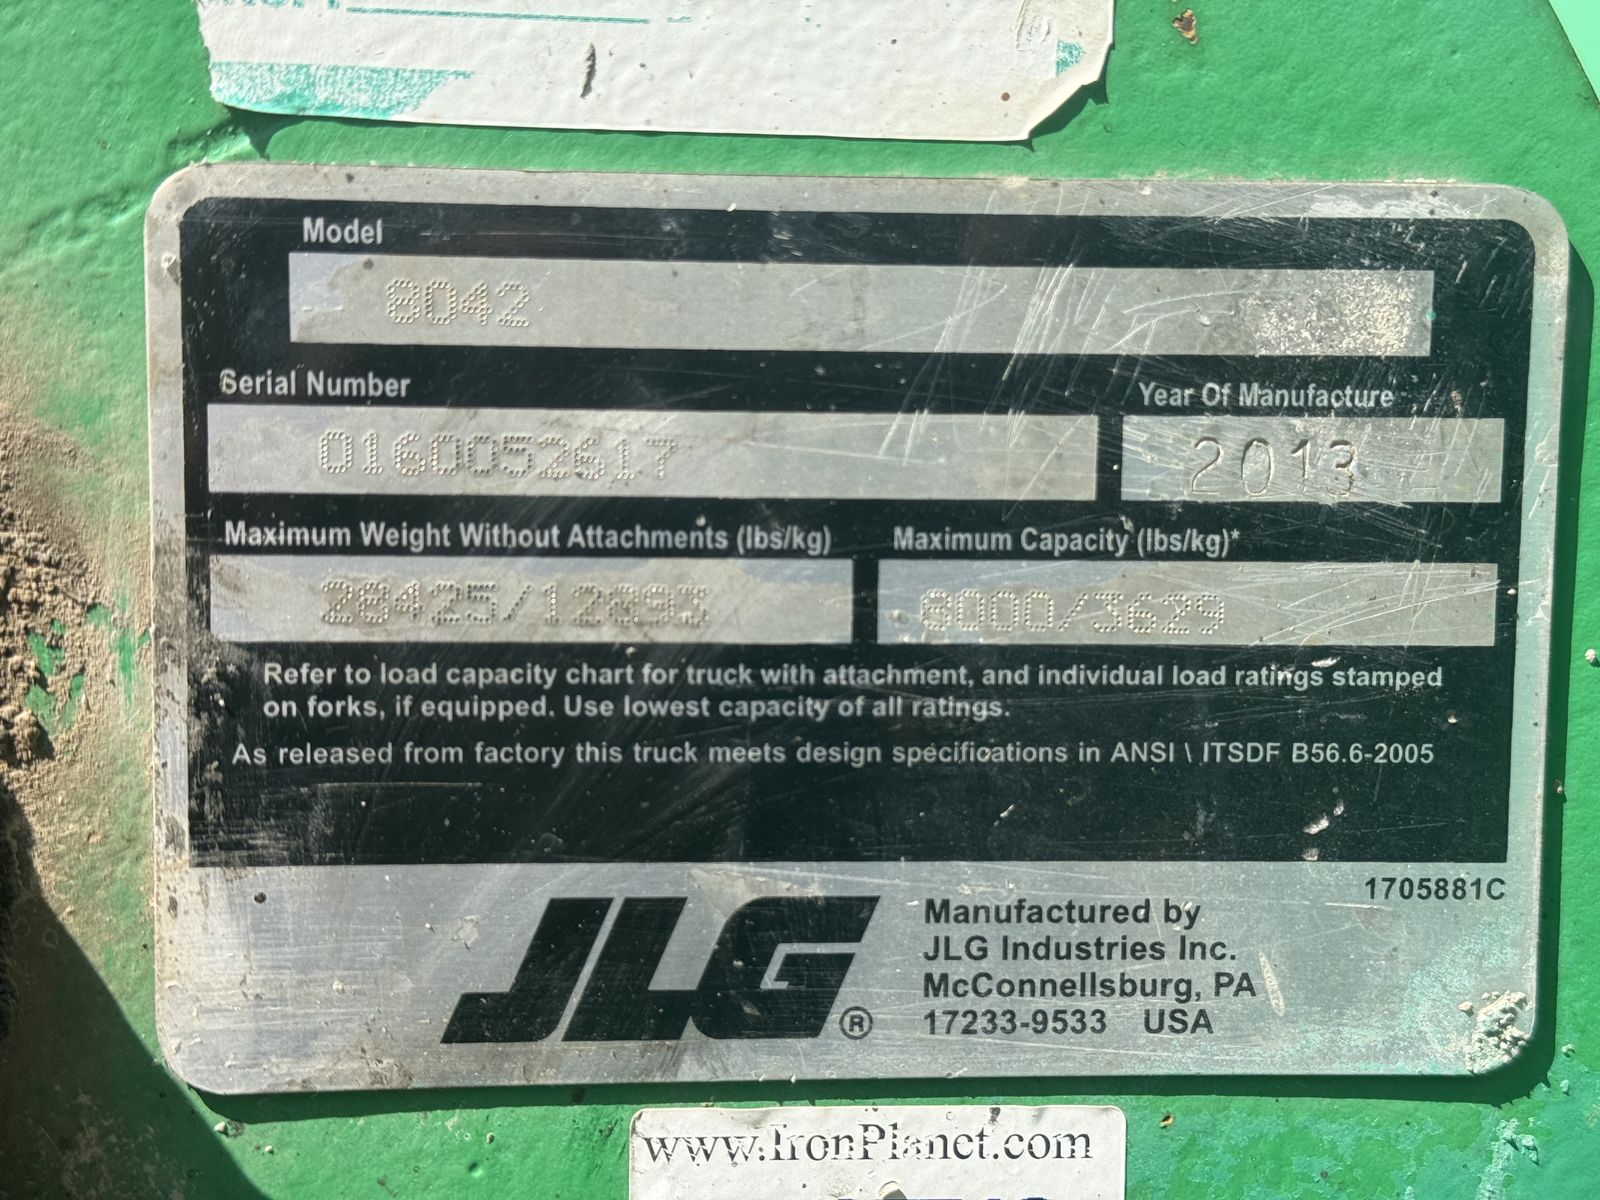 Model
8042
Serial Number
Year Of Manufacture
0160052617
2013
Maximum Weight Without Attachments (lbs/kg)
Maximum Capacity (lbs/kg)*
28425/12893
8000/3629
* Refer to load capacity chart for truck with attachment, and individual load ratings stamped
on forks, if equipped. Use lowest capacity of all ratings.
As released from factory this truck meets design specifications in ANSI \ ITSDF B56.6-2005
1705881C
JLG®
Manufactured by
JLG Industries Inc.
McConnellsburg, PA
17233-9533 USA
www.IronPlanet.com